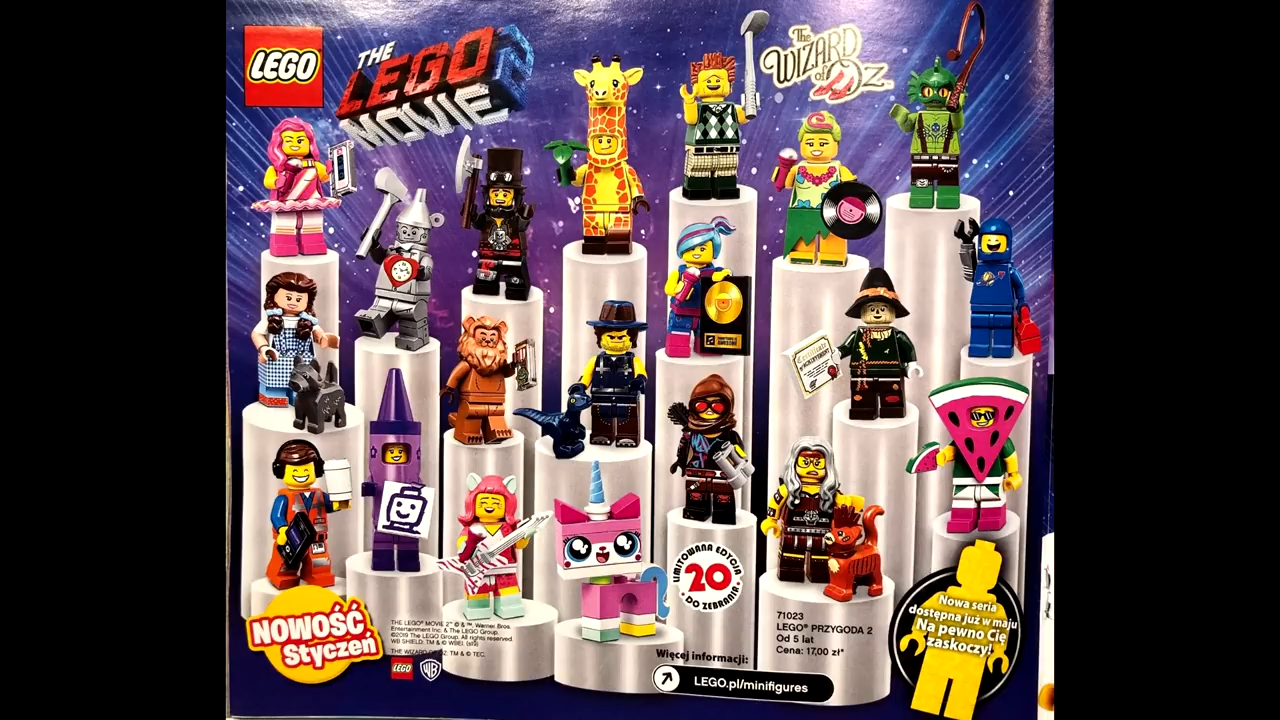 LEGO
THE
LEGO
MOVIE 2
The
WIZARD
of OZ
Certificate
LIMITOWANA EDYCJA
20
DO ZEBRANIA
NOWOŚĆ
Styczeń
THE LEGO® MOVIE 2™ © & ™, Warner Bros.
Entertainment Inc. & The LEGO Group.
©2019 The LEGO Group. All rights reserved.
WB SHIELD: ™ & © WBEI. (s19)
THE WIZARD OF OZ: ™ & © TEC.
LEGO
WB
71023
LEGO® PRZYGODA 2
Od 5 lat
Cena: 17,00 zł*
Więcej informacji:
LEGO.pl/minifigures
Nowa seria
dostępna już w maju
Na pewno Cię
zaskoczy!